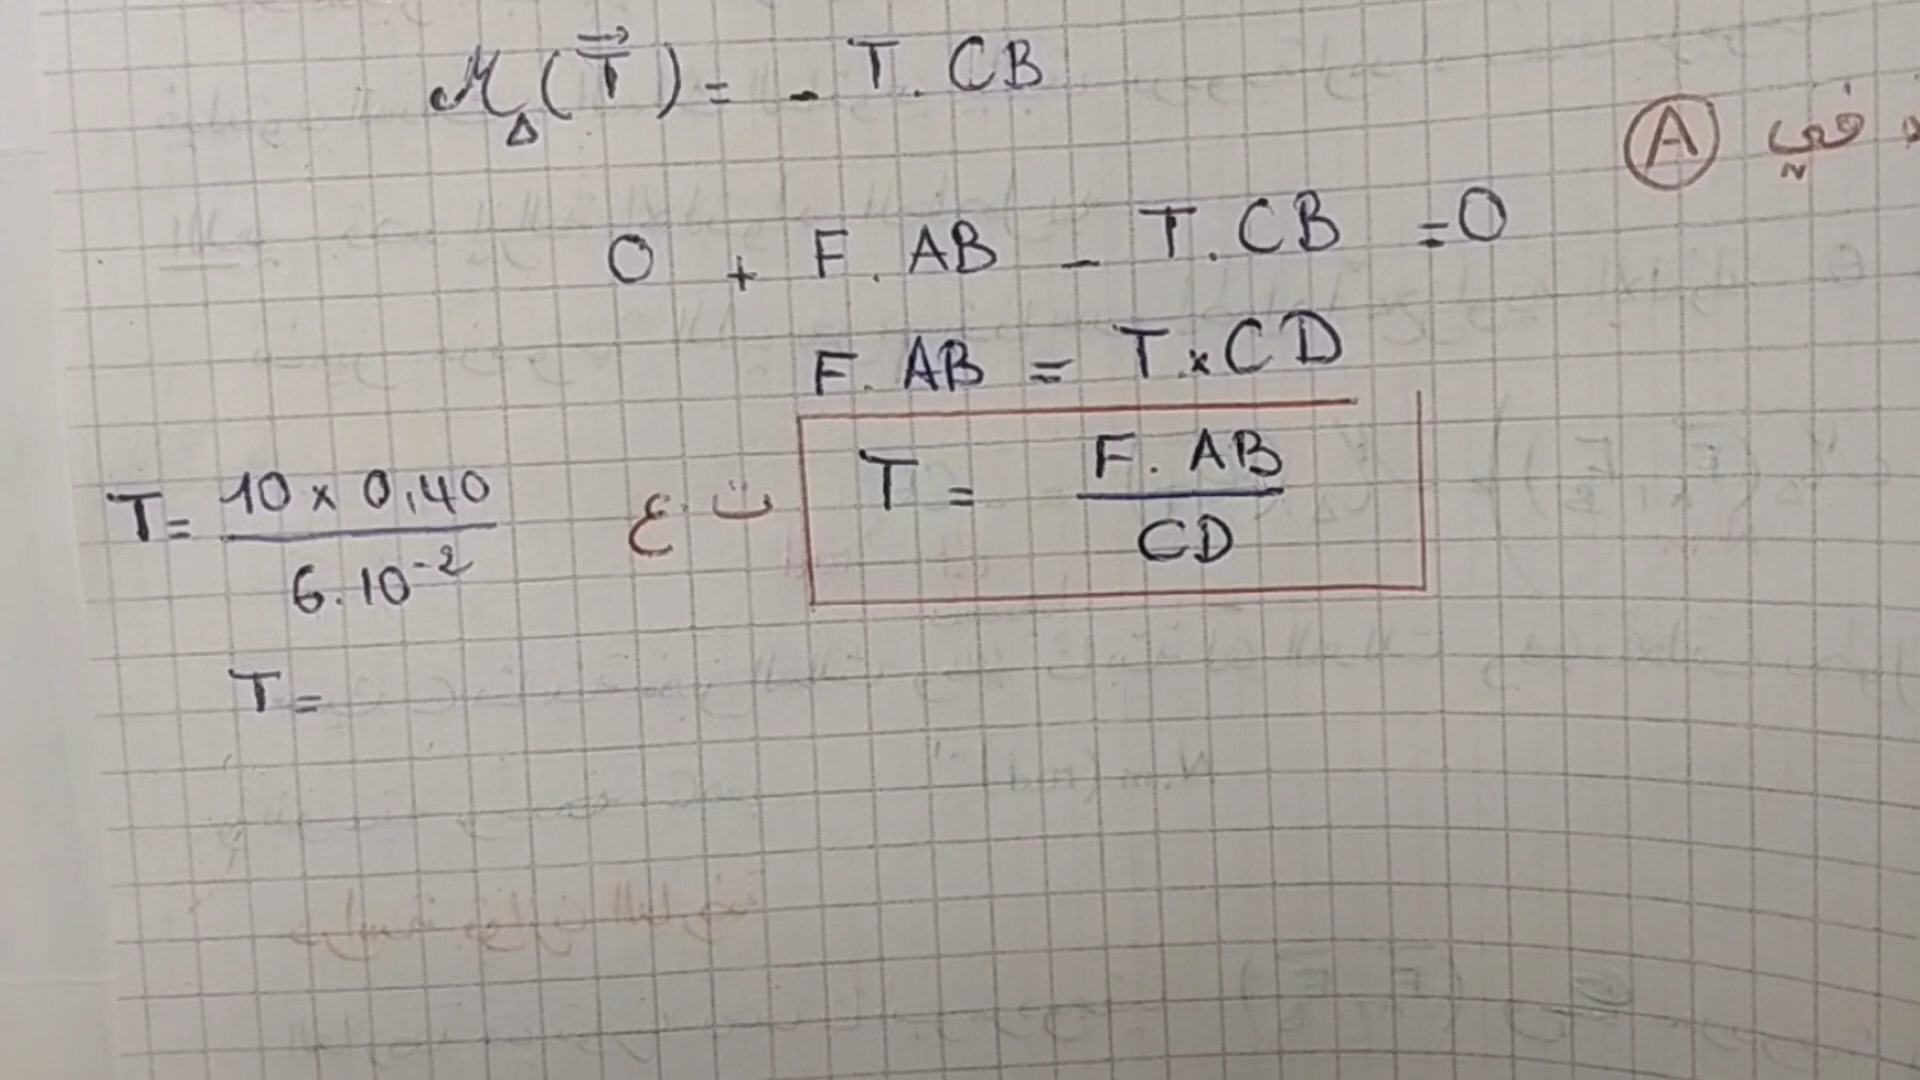 ℳ_Δ(T⃗) = - T. CB
في Ⓐ
0 + F. AB - T. CB = 0
F. AB = T.×CD
T = F. AB / CD
ت ع
T = 10 × 0,40 / 6.10⁻²
T =